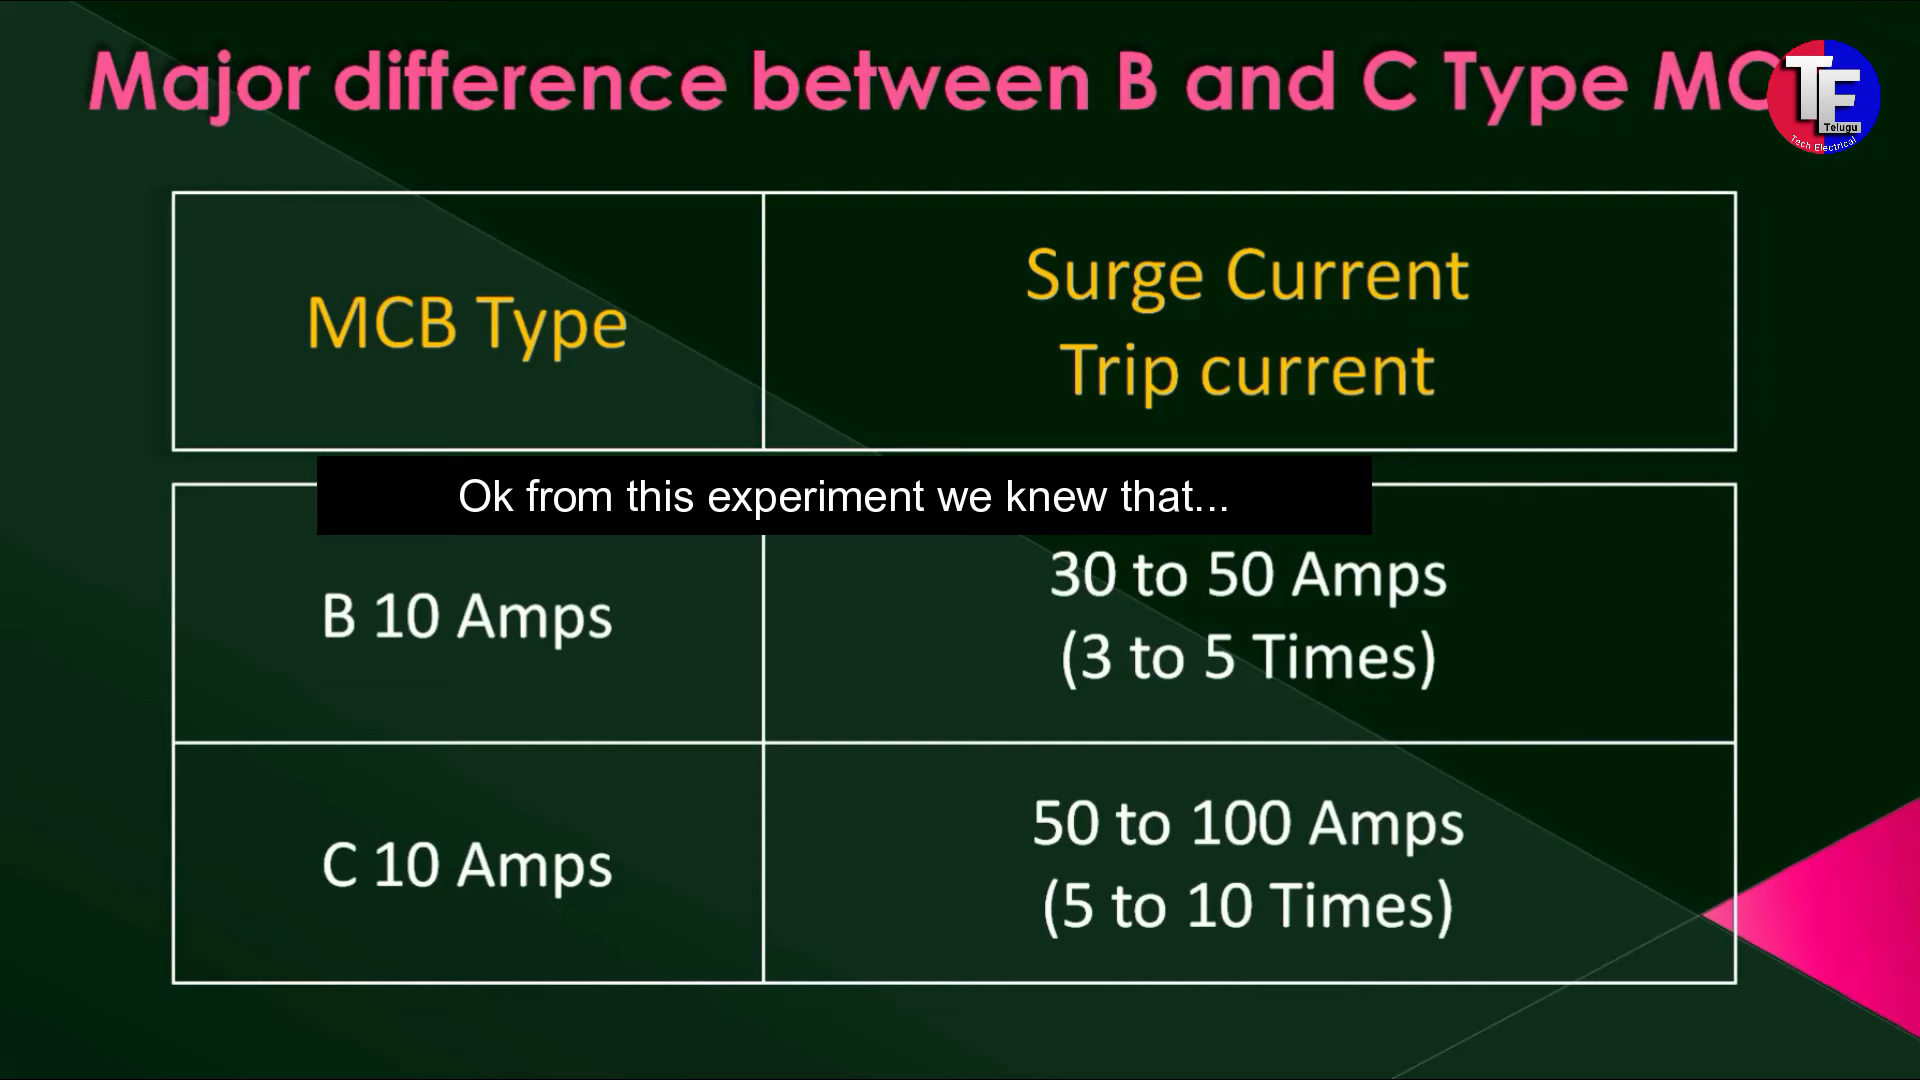 Major difference between B and C Type MC
TE
Telugu
Tech Electrical
MCB Type
Surge Current
Trip current
Ok from this experiment we knew that...
B 10 Amps
30 to 50 Amps
(3 to 5 Times)
C 10 Amps
50 to 100 Amps
(5 to 10 Times)